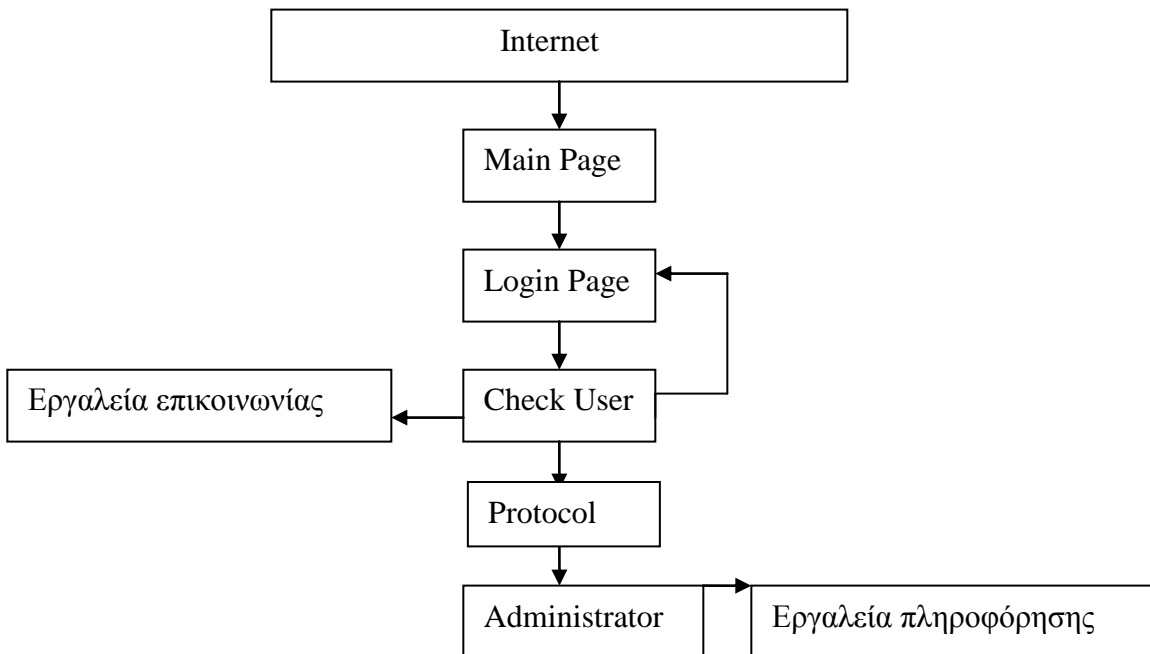 Internet
Main Page
Login Page
Εργαλεία επικοινωνίας
Check User
Protocol
Administrator
Εργαλεία πληροφόρησης